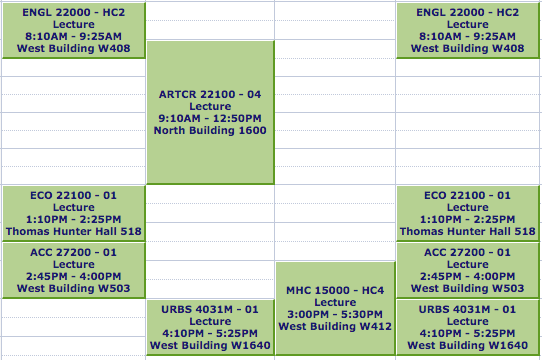 ENGL 22000 - HC2
Lecture
8:10AM - 9:25AM
West Building W408
ENGL 22000 - HC2
Lecture
8:10AM - 9:25AM
West Building W408
ARTCR 22100 - 04
Lecture
9:10AM - 12:50PM
North Building 1600
ECO 22100 - 01
Lecture
1:10PM - 2:25PM
Thomas Hunter Hall 518
ECO 22100 - 01
Lecture
1:10PM - 2:25PM
Thomas Hunter Hall 518
ACC 27200 - 01
Lecture
2:45PM - 4:00PM
West Building W503
ACC 27200 - 01
Lecture
2:45PM - 4:00PM
West Building W503
MHC 15000 - HC4
Lecture
3:00PM - 5:30PM
West Building W412
URBS 4031M - 01
Lecture
4:10PM - 5:25PM
West Building W1640
URBS 4031M - 01
Lecture
4:10PM - 5:25PM
West Building W1640